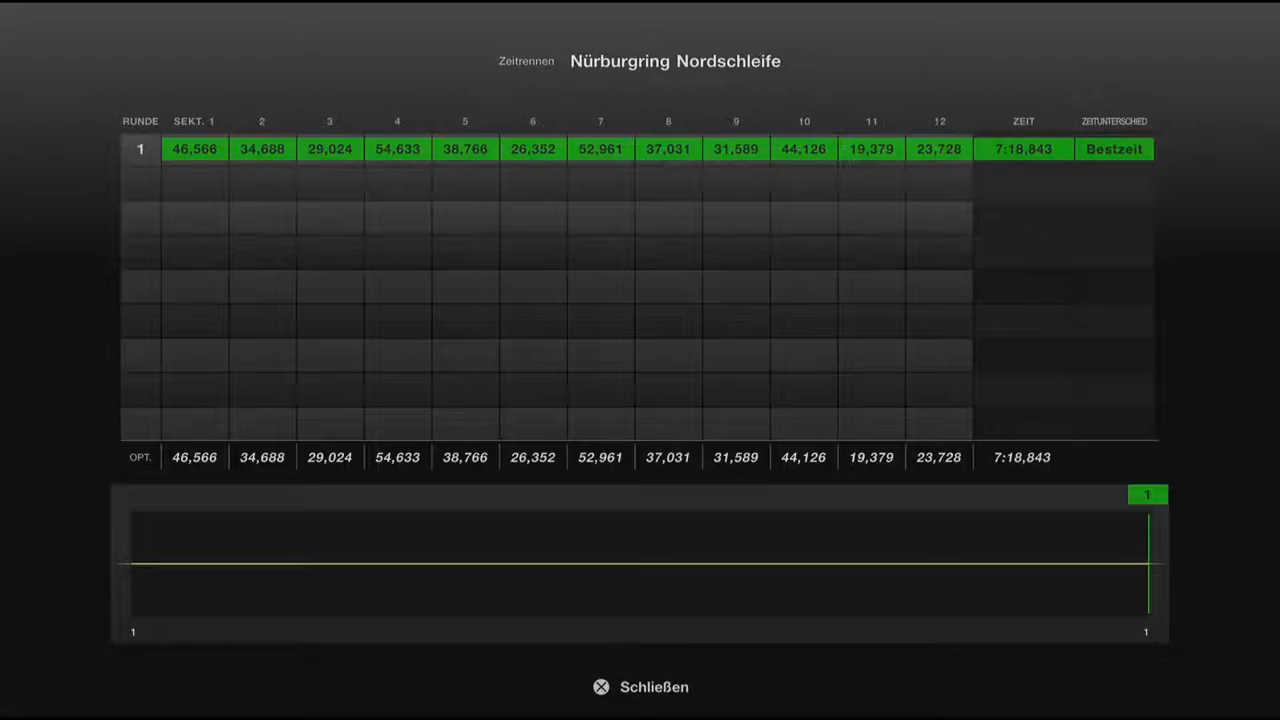 Zeitrennen Nürburgring Nordschleife
RUNDE SEKT. 1 2 3 4 5 6 7 8 9 10 11 12 ZEIT ZEITUNTERSCHIED
1 46,566 34,688 29,024 54,633 38,766 26,352 52,961 37,031 31,589 44,126 19,379 23,728 7:18,843 Bestzeit
OPT. 46,566 34,688 29,024 54,633 38,766 26,352 52,961 37,031 31,589 44,126 19,379 23,728 7:18,843
1
1 1
Schließen